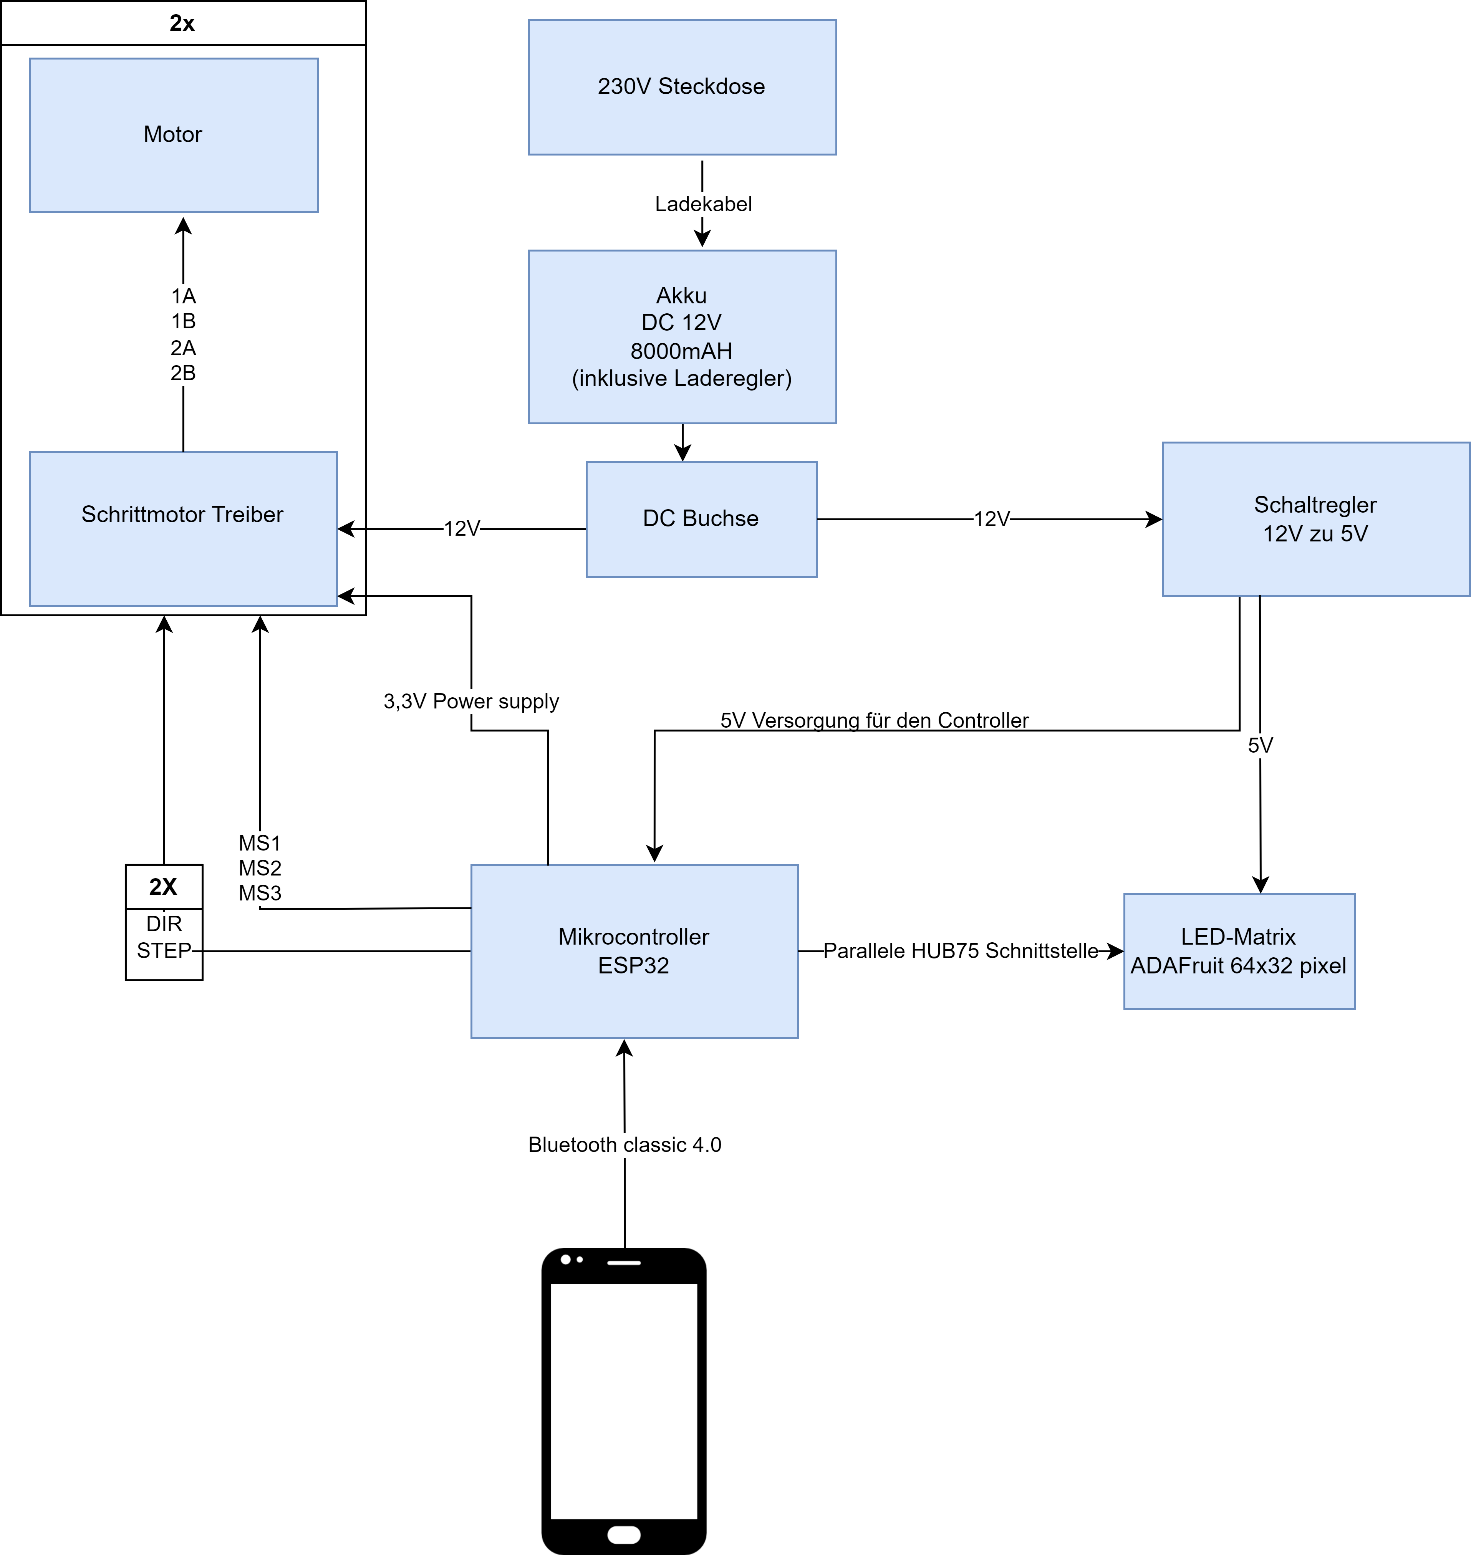 2x
Motor
230V Steckdose
Ladekabel
1A
1B
2A
2B
Akku
DC 12V
8000mAH
(inklusive Laderegler)
Schrittmotor Treiber
12V
DC Buchse
12V
Schaltregler
12V zu 5V
3,3V Power supply
5V Versorgung für den Controller
5V
MS1
MS2
MS3
2X
DIR
STEP
Mikrocontroller
ESP32
Parallele HUB75 Schnittstelle
LED-Matrix
ADAFruit 64x32 pixel
Bluetooth classic 4.0